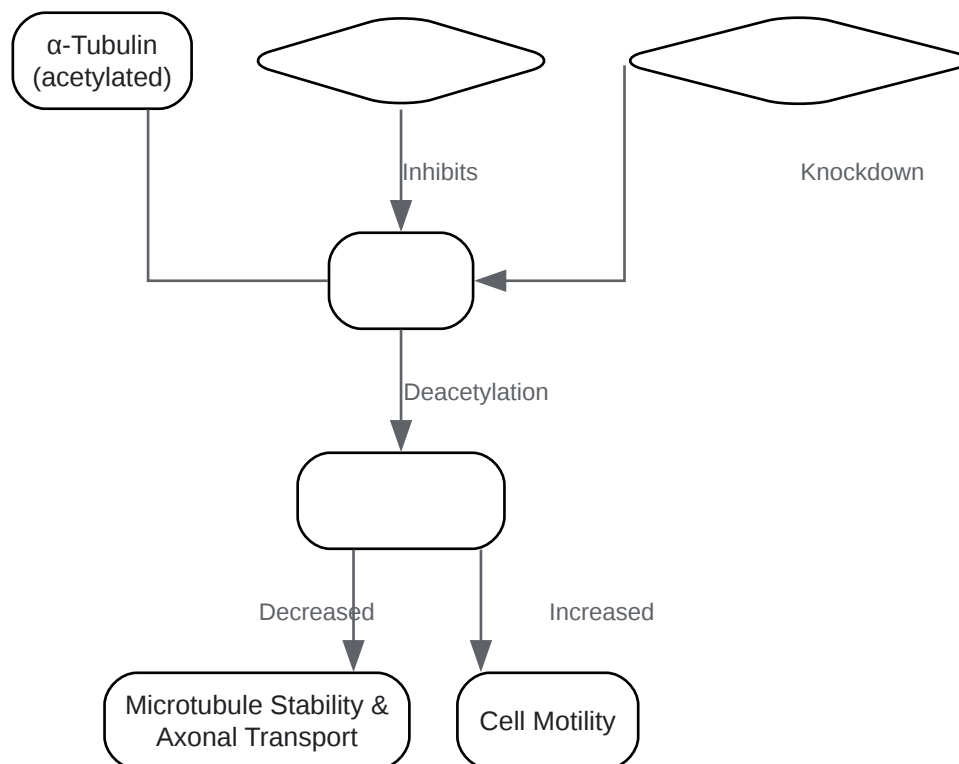 α-Tubulin
(acetylated)
Inhibits
Knockdown
Deacetylation
Decreased
Increased
Microtubule Stability &
Axonal Transport
Cell Motility